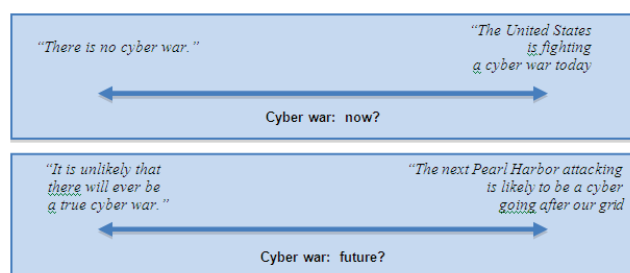 “There is no cyber war.”
“The United States
is fighting
a cyber war today
Cyber war: now?
“It is unlikely that
there will ever be
a true cyber war.”
“The next Pearl Harbor attacking
is likely to be a cyber
going after our grid
Cyber war: future?